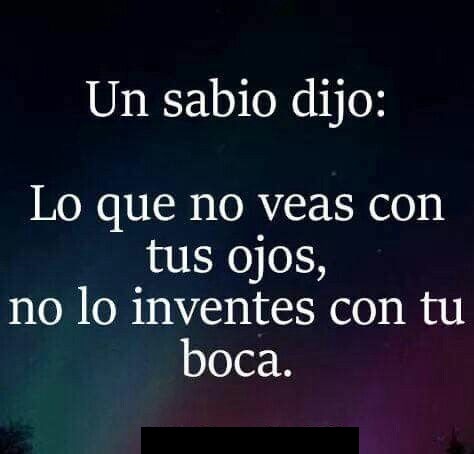 Un sabio dijo:
Lo que no veas con
tus ojos,
no lo inventes con tu
boca.